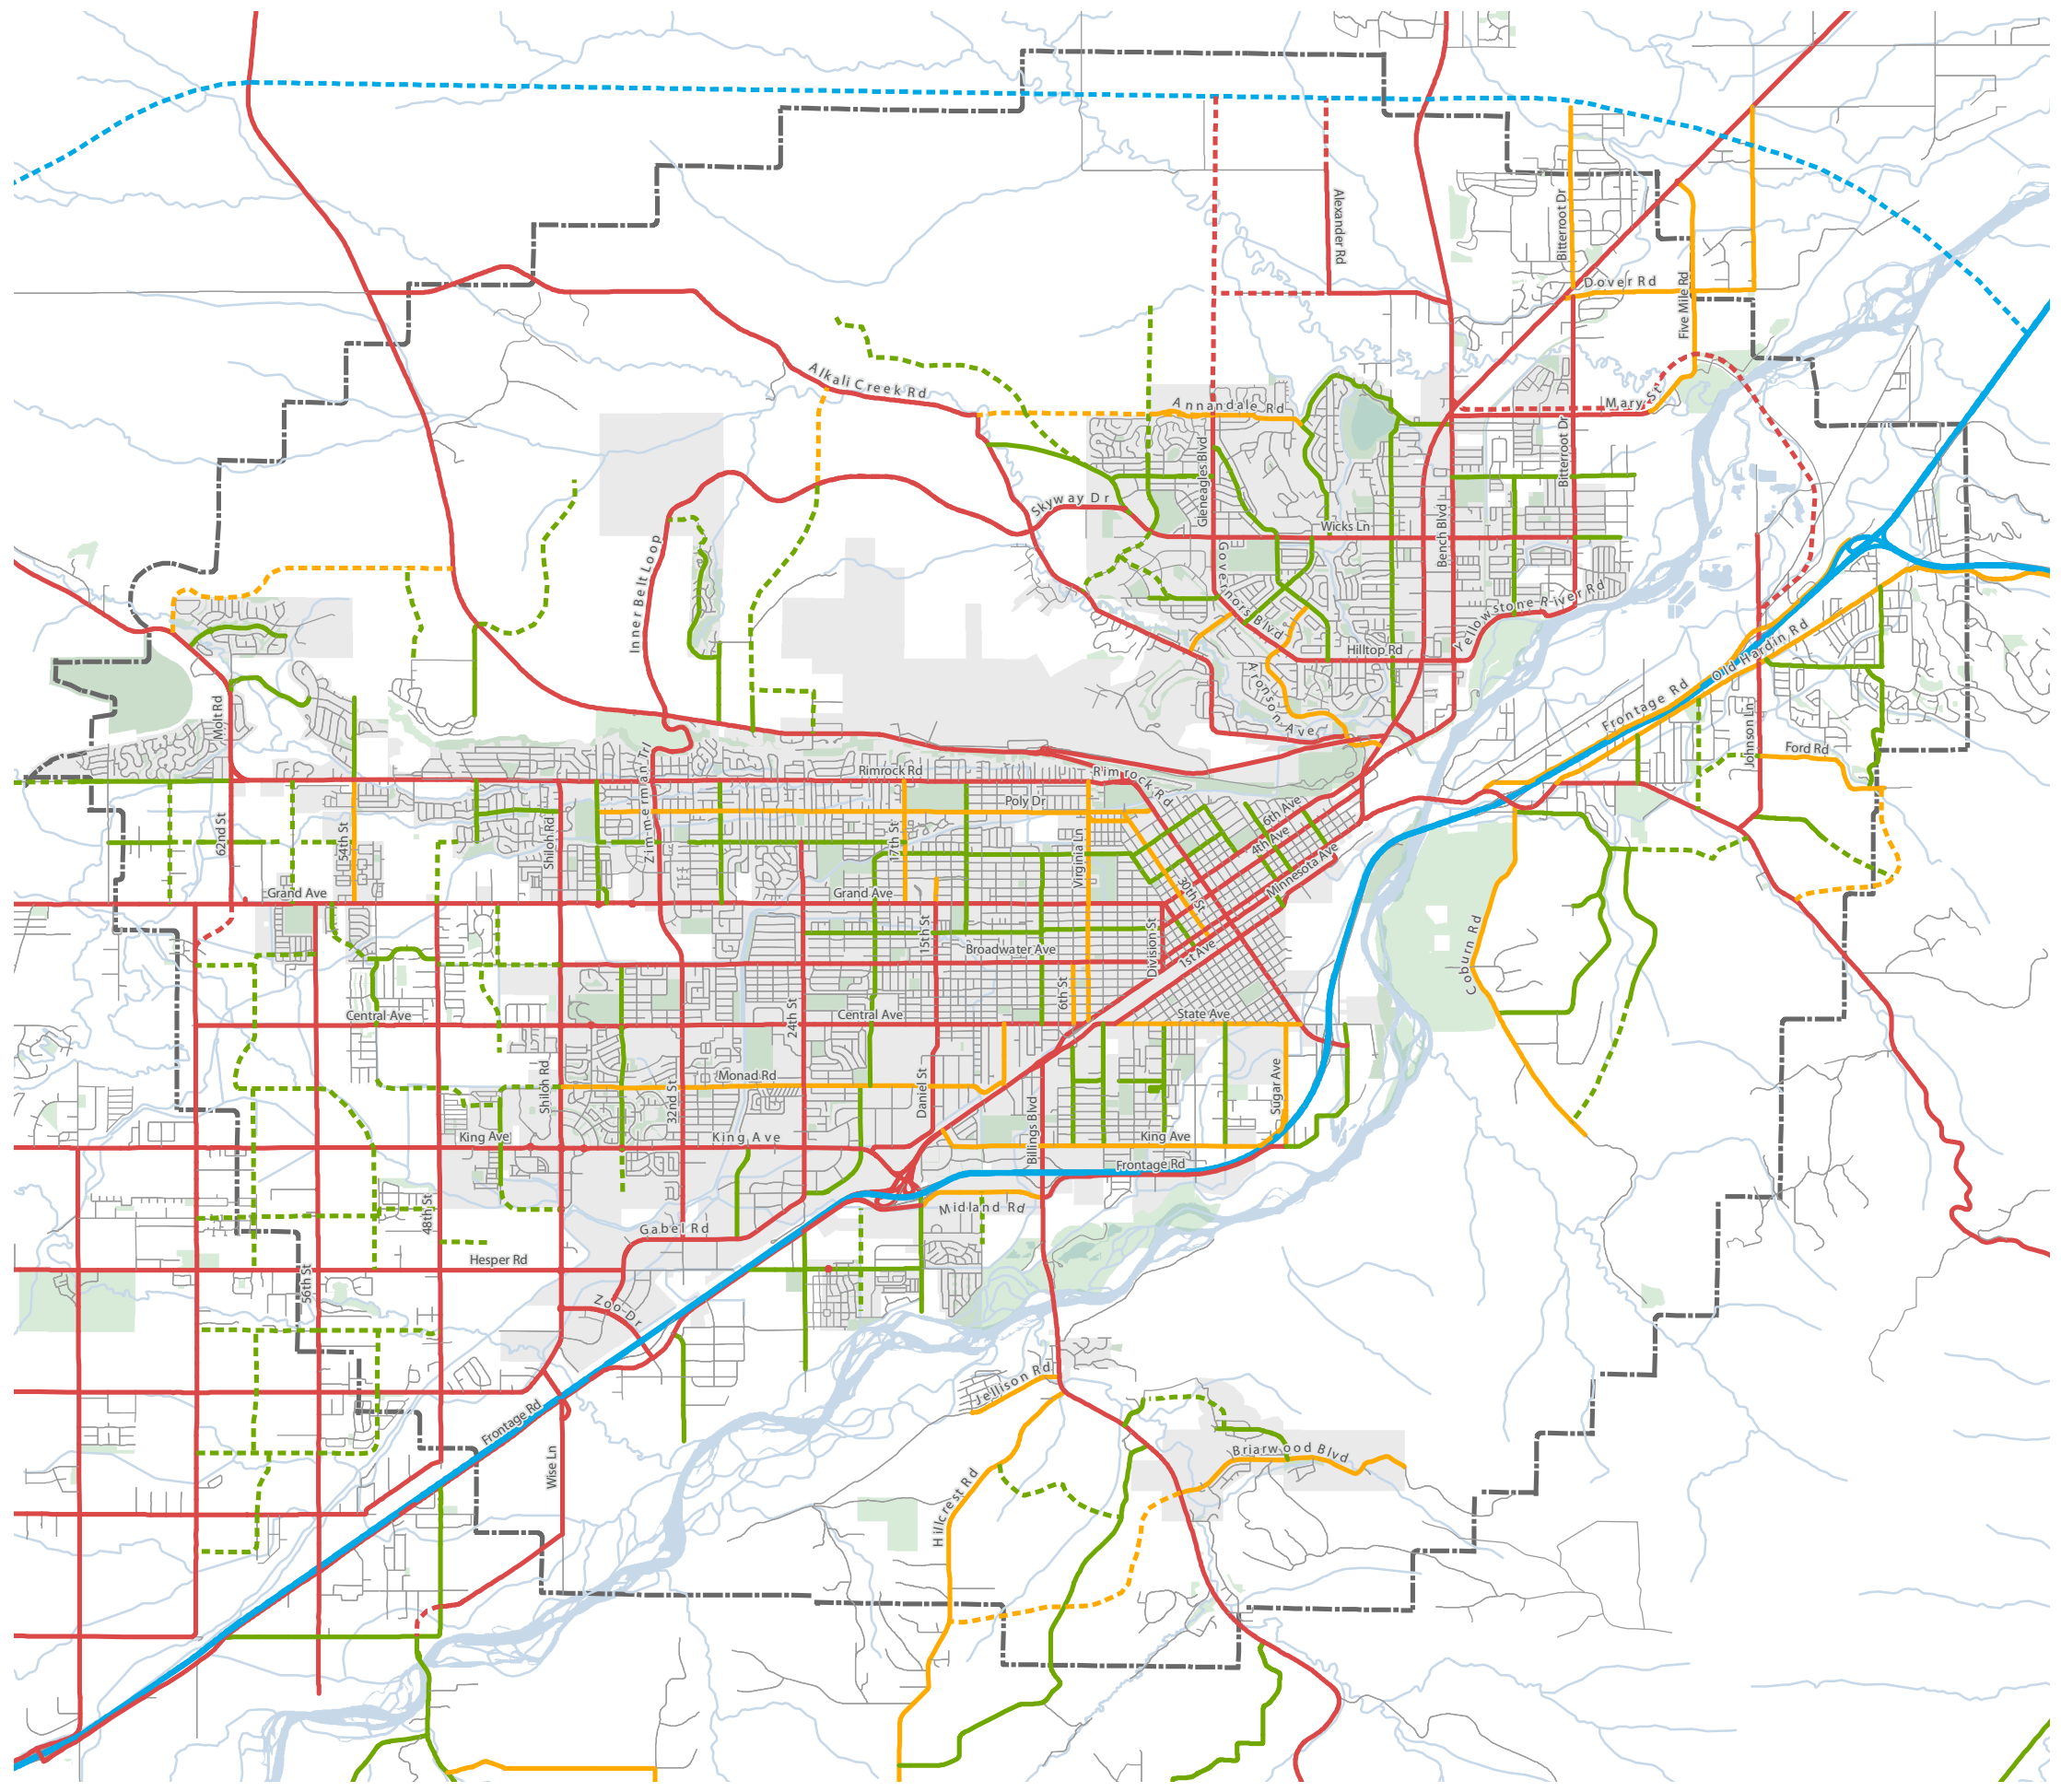 Alexander Rd
Bitterroot Dr
Dover Rd
Five Mile Rd
Alkali Creek Rd
Annandale Rd
Mary St
Gleneagles Blvd
Bitterroot Dr
Skyway Dr
Wicks Ln
Bench Blvd
Inner Belt Loop
Governors Blvd
Yellowstone River Rd
Hilltop Rd
Old Hardin Rd
Aronson Ave
Frontage Rd
Molt Rd
Johnson Ln
Ford Rd
Zimmerman Trl
Rimrock Rd
Rimrock Rd
Poly Dr
6th Ave
4th Ave
Minnesota Ave
62nd St
54th St
Shiloh Rd
17th St
Virginia Ln
30th St
Grand Ave
Grand Ave
15th St
Broadwater Ave
Division St
1st Ave
Coburn Rd
6th St
Central Ave
24th St
Central Ave
State Ave
Shiloh Rd
32nd St
Monad Rd
Daniel St
Billings Blvd
Sugar Ave
King Ave
King Ave
King Ave
Frontage Rd
48th St
Gabel Rd
Midland Rd
Hesper Rd
56th St
Zoo Dr
Jellison Rd
Frontage Rd
Wise Ln
Briarwood Blvd
Hillcrest Rd